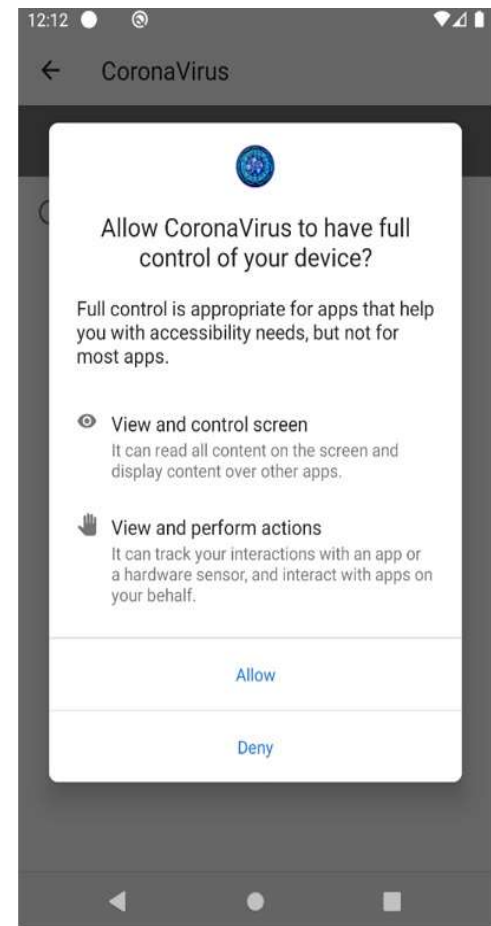 12:12
CoronaVirus
Allow CoronaVirus to have full
control of your device?
Full control is appropriate for apps that help
you with accessibility needs, but not for
most apps.
View and control screen
It can read all content on the screen and
display content over other apps.
View and perform actions
It can track your interactions with an app or
a hardware sensor, and interact with apps on
your behalf.
Allow
Deny